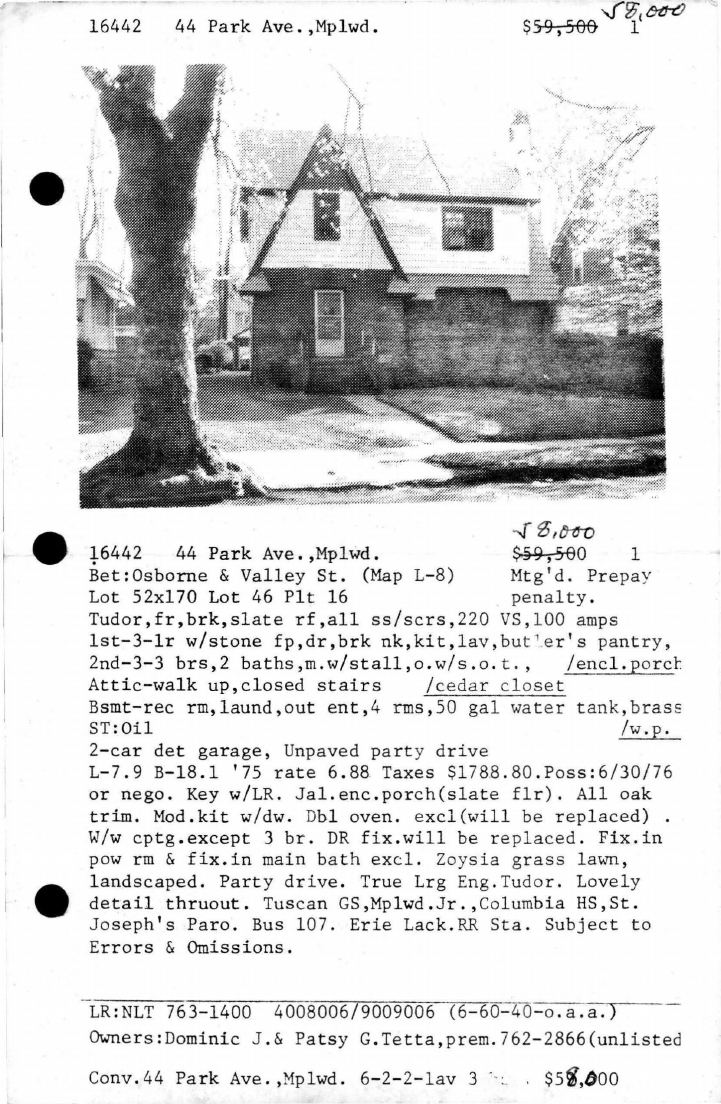 58,000
16442 44 Park Ave.,Mplwd. $59,500 1
58,000
16442 44 Park Ave.,Mplwd. $59,500 1
Bet:Osborne & Valley St. (Map L-8) Mtg'd. Prepay
Lot 52x170 Lot 46 Plt 16 penalty.
Tudor,fr,brk,slate rf,all ss/scrs,220 VS,100 amps
1st-3-lr w/stone fp,dr,brk nk,kit,lav,butler's pantry,
2nd-3-3 brs,2 baths,m.w/stall,o.w/s.o.t., /encl.porch
Attic-walk up,closed stairs /cedar closet
Bsmt-rec rm,laund,out ent,4 rms,50 gal water tank,brass
ST:Oil /w.p.
2-car det garage, Unpaved party drive
L-7.9 B-18.1 '75 rate 6.88 Taxes $1788.80.Poss:6/30/76
or nego. Key w/LR. Jal.enc.porch(slate flr). All oak
trim. Mod.kit w/dw. Dbl oven. excl(will be replaced) .
W/w cptg.except 3 br. DR fix.will be replaced. Fix.in
pow rm & fix.in main bath excl. Zoysia grass lawn,
landscaped. Party drive. True Lrg Eng.Tudor. Lovely
detail thruout. Tuscan GS,Mplwd.Jr.,Columbia HS,St.
Joseph's Paro. Bus 107. Erie Lack.RR Sta. Subject to
Errors & Omissions.
LR:NLT 763-1400 4008006/9009006 (6-60-40-o.a.a.)
Owners:Dominic J.& Patsy G.Tetta,prem.762-2866(unlisted
Conv.44 Park Ave.,Mplwd. 6-2-2-lav 3 . $58,000